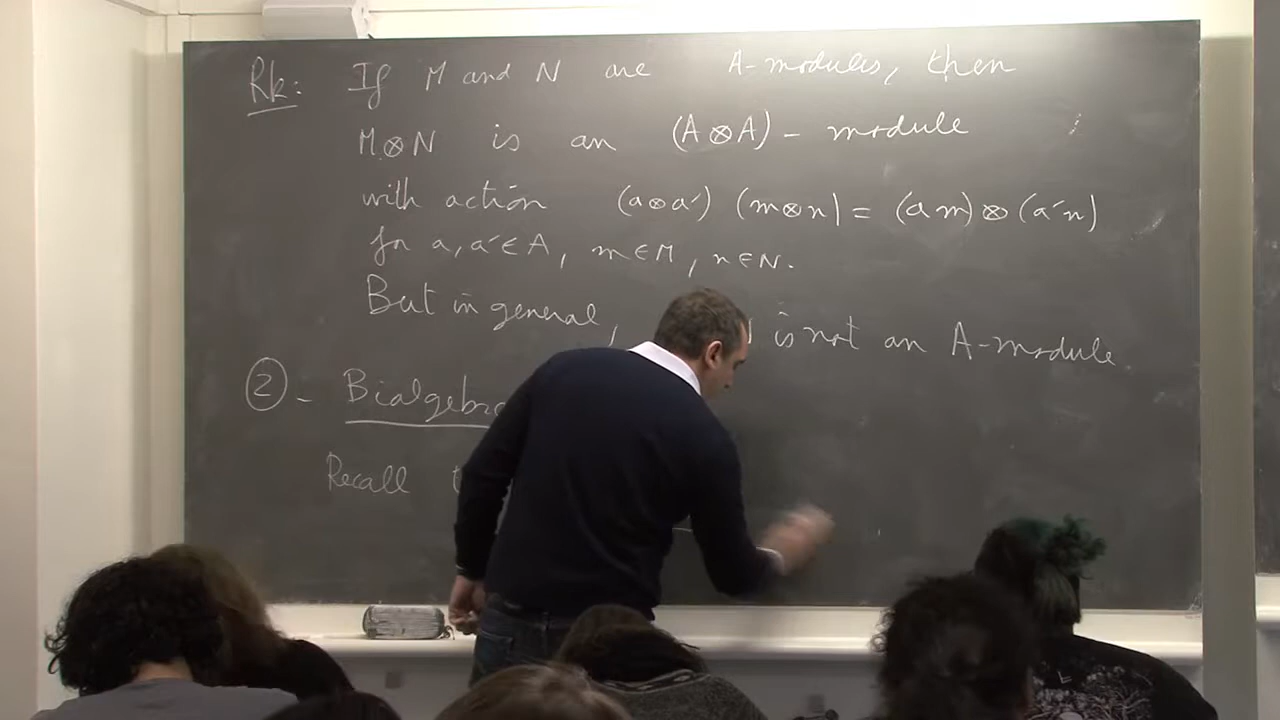 Rk: If M and N are A-modules, then
M⊗N is an (A⊗A) - module
with action (a⊗a') (m⊗n) = (am)⊗(a'n)
for a, a'∈A, m∈M, n∈N.
But in general, is not an A-module
② - Bialgebra
Recall